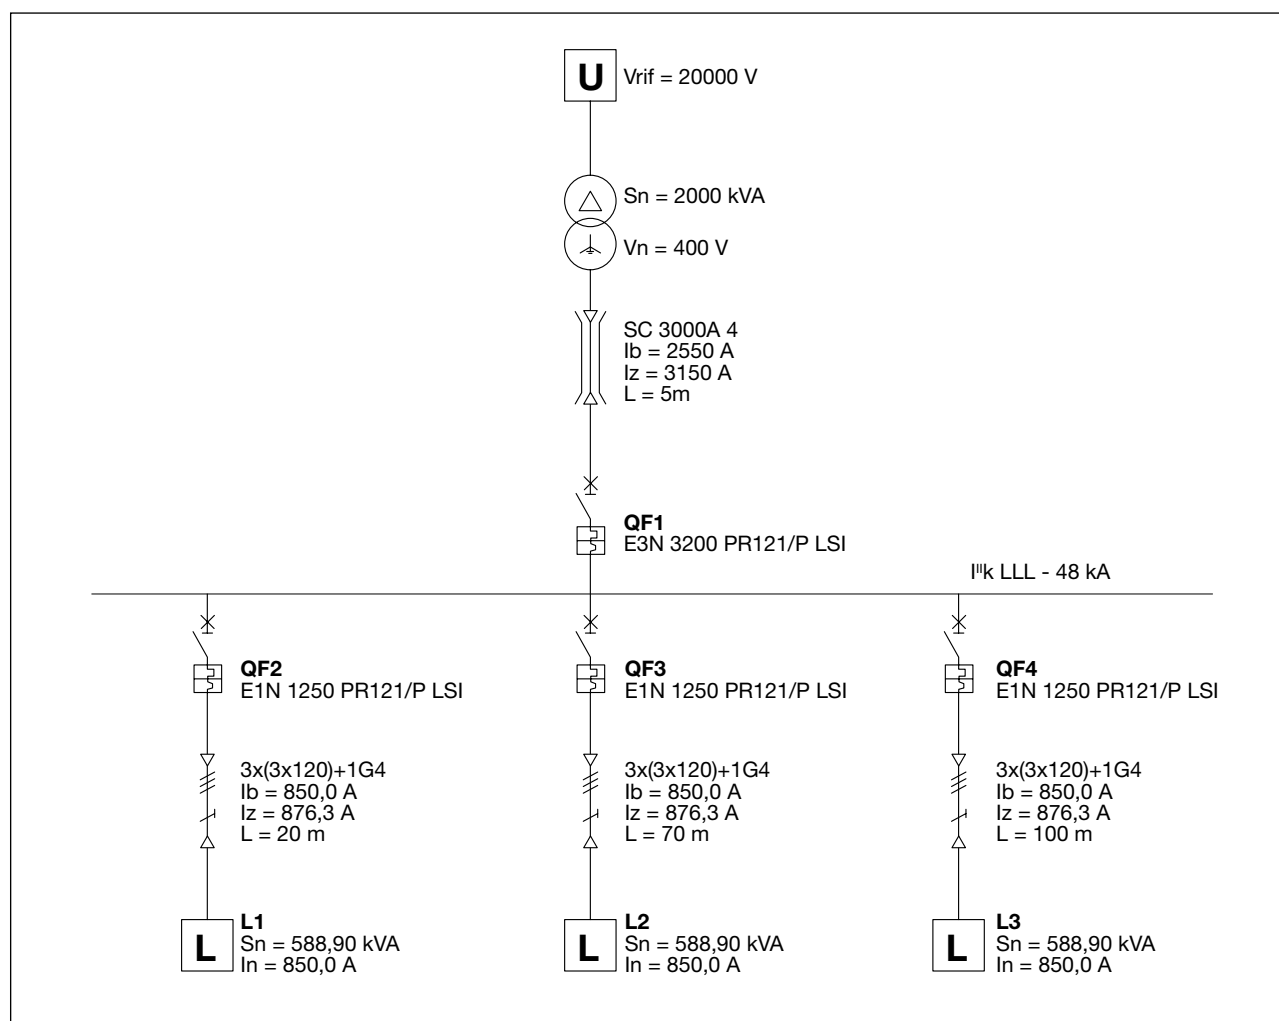 U
Vrif = 20000 V
Sn = 2000 kVA
Vn = 400 V
SC 3000A 4
Ib = 2550 A
Iz = 3150 A
L = 5m
QF1
E3N 3200 PR121/P LSI
IIIIk LLL - 48 kA
QF2
E1N 1250 PR121/P LSI
QF3
E1N 1250 PR121/P LSI
QF4
E1N 1250 PR121/P LSI
3x(3x120)+1G4
Ib = 850,0 A
Iz = 876,3 A
L = 20 m
3x(3x120)+1G4
Ib = 850,0 A
Iz = 876,3 A
L = 70 m
3x(3x120)+1G4
Ib = 850,0 A
Iz = 876,3 A
L = 100 m
L
L1
Sn = 588,90 kVA
In = 850,0 A
L
L2
Sn = 588,90 kVA
In = 850,0 A
L
L3
Sn = 588,90 kVA
In = 850,0 A